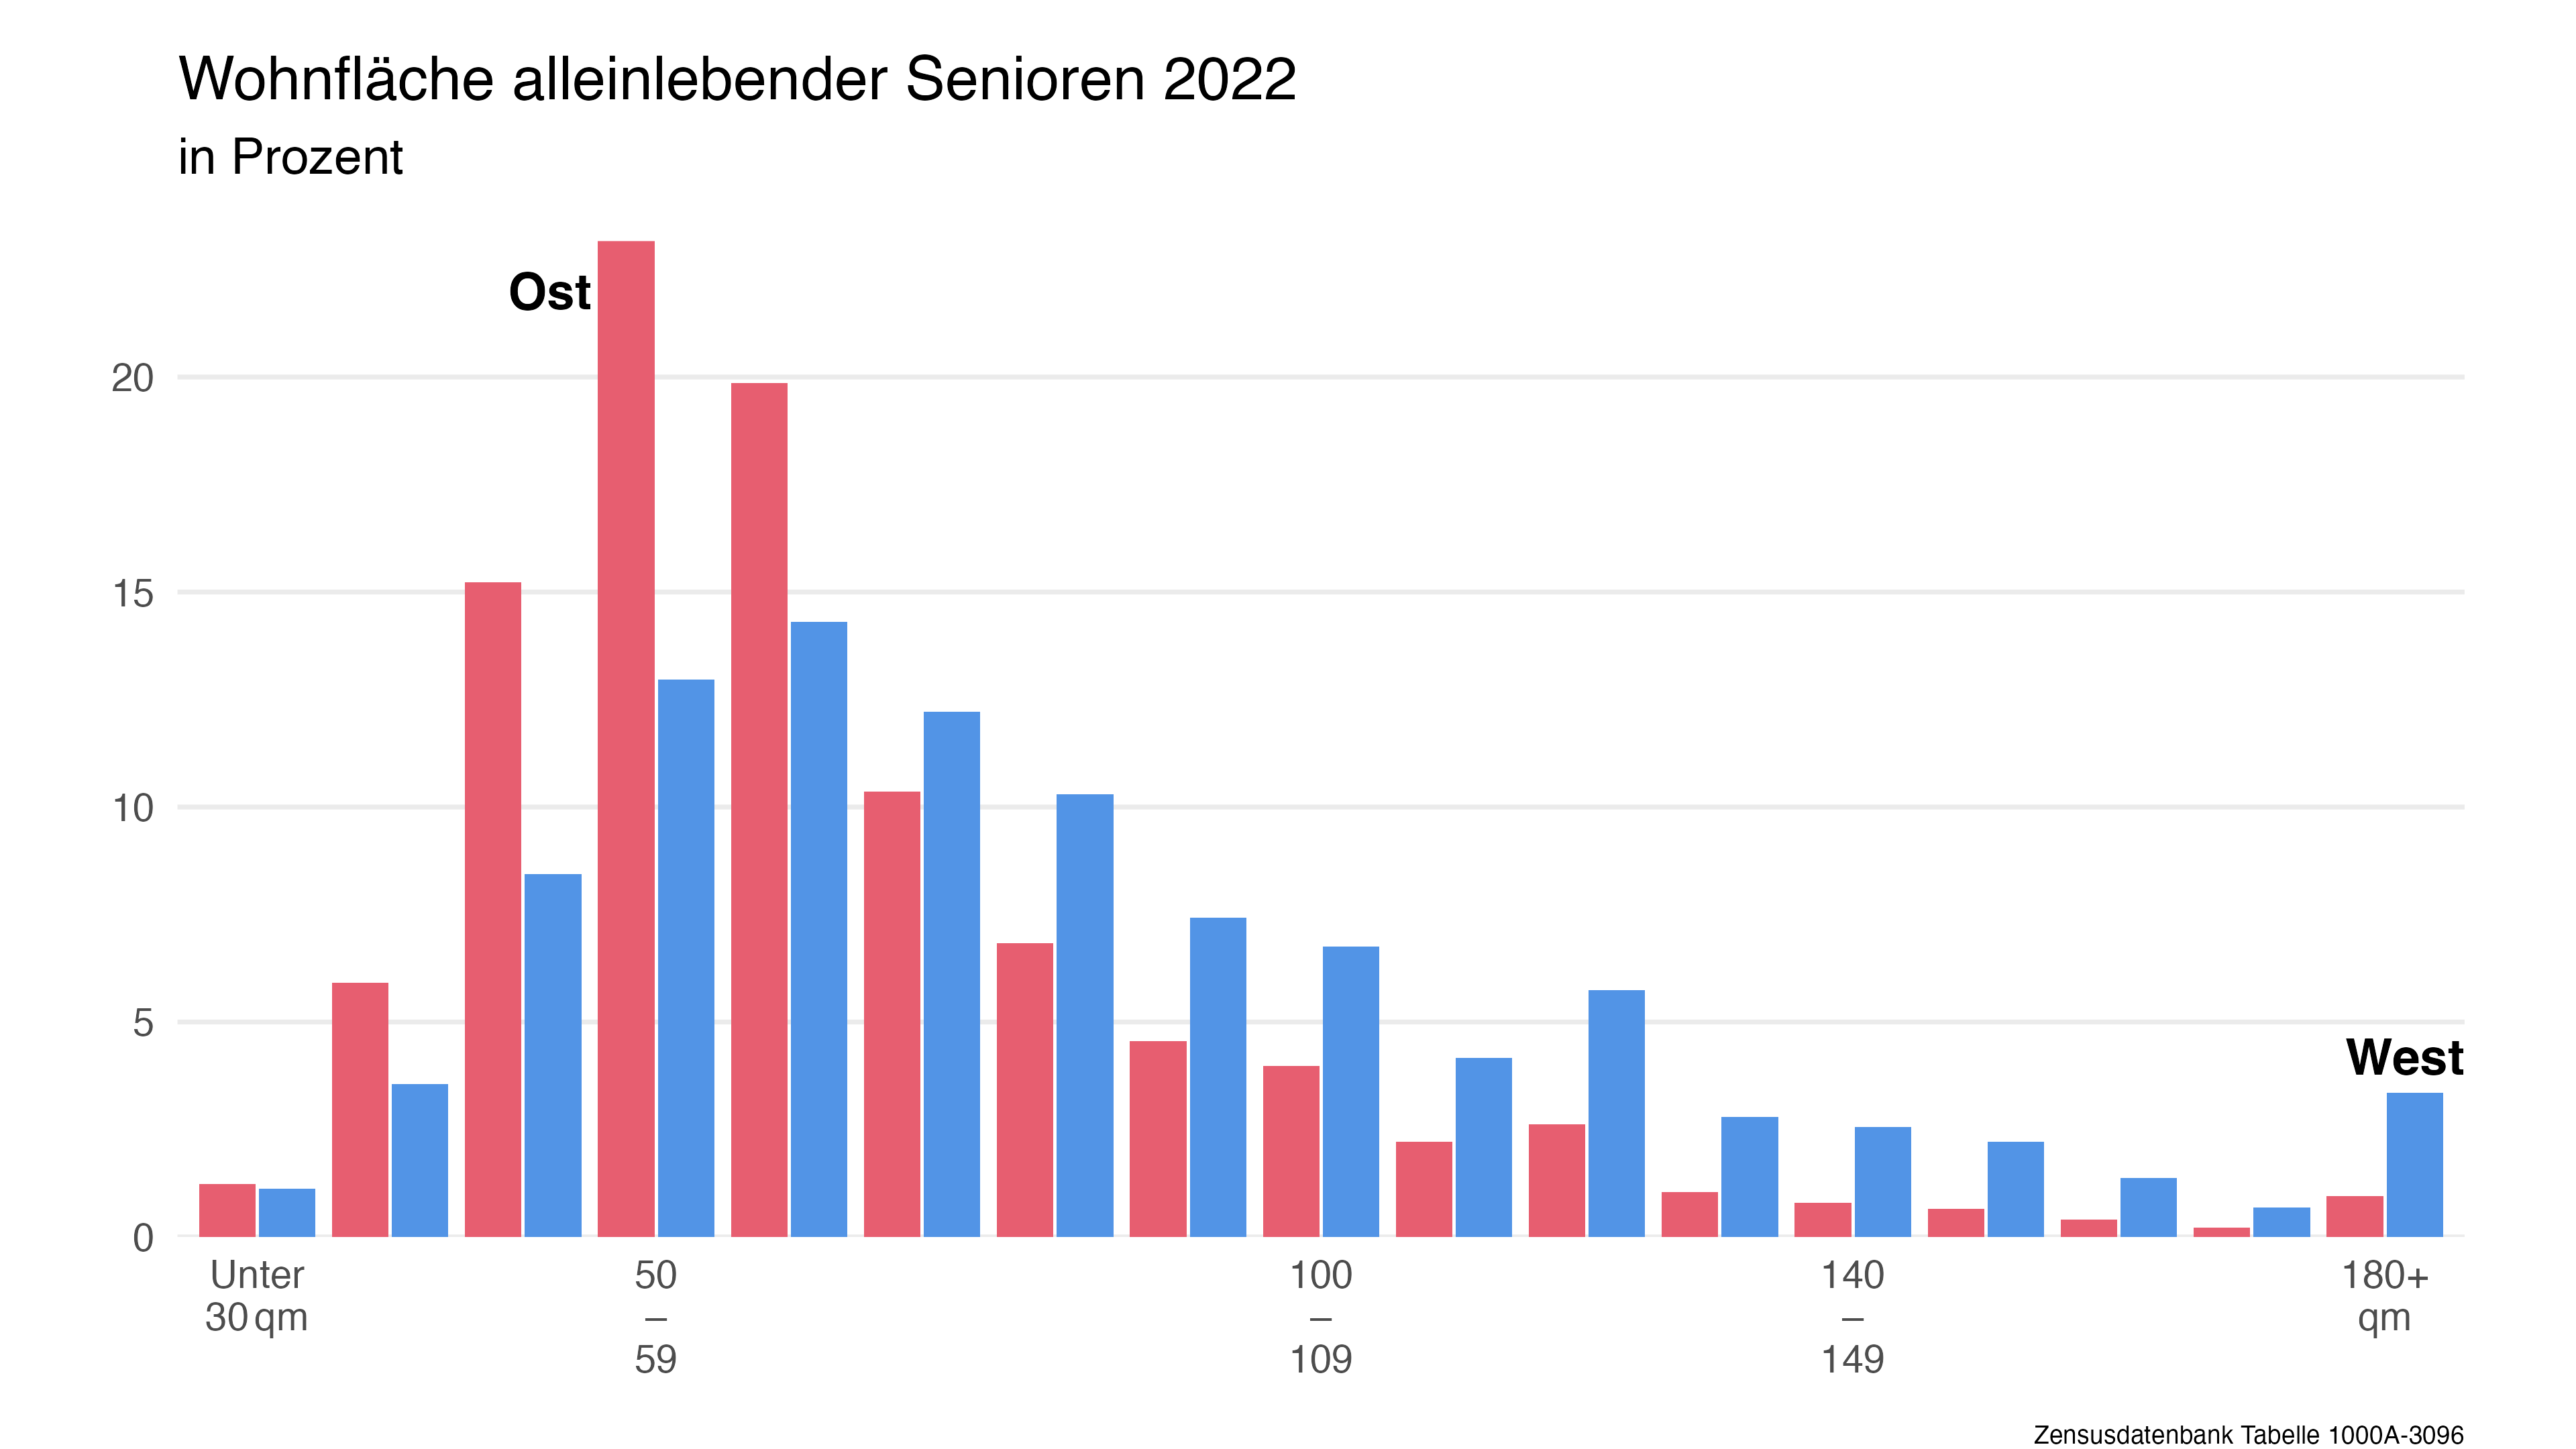 Wohnfläche alleinlebender Senioren 2022
in Prozent
Ost
20
15
10
5
West
0
Unter
30 qm
50
–
59
100
–
109
140
–
149
180+
qm
Zensusdatenbank Tabelle 1000A-3096